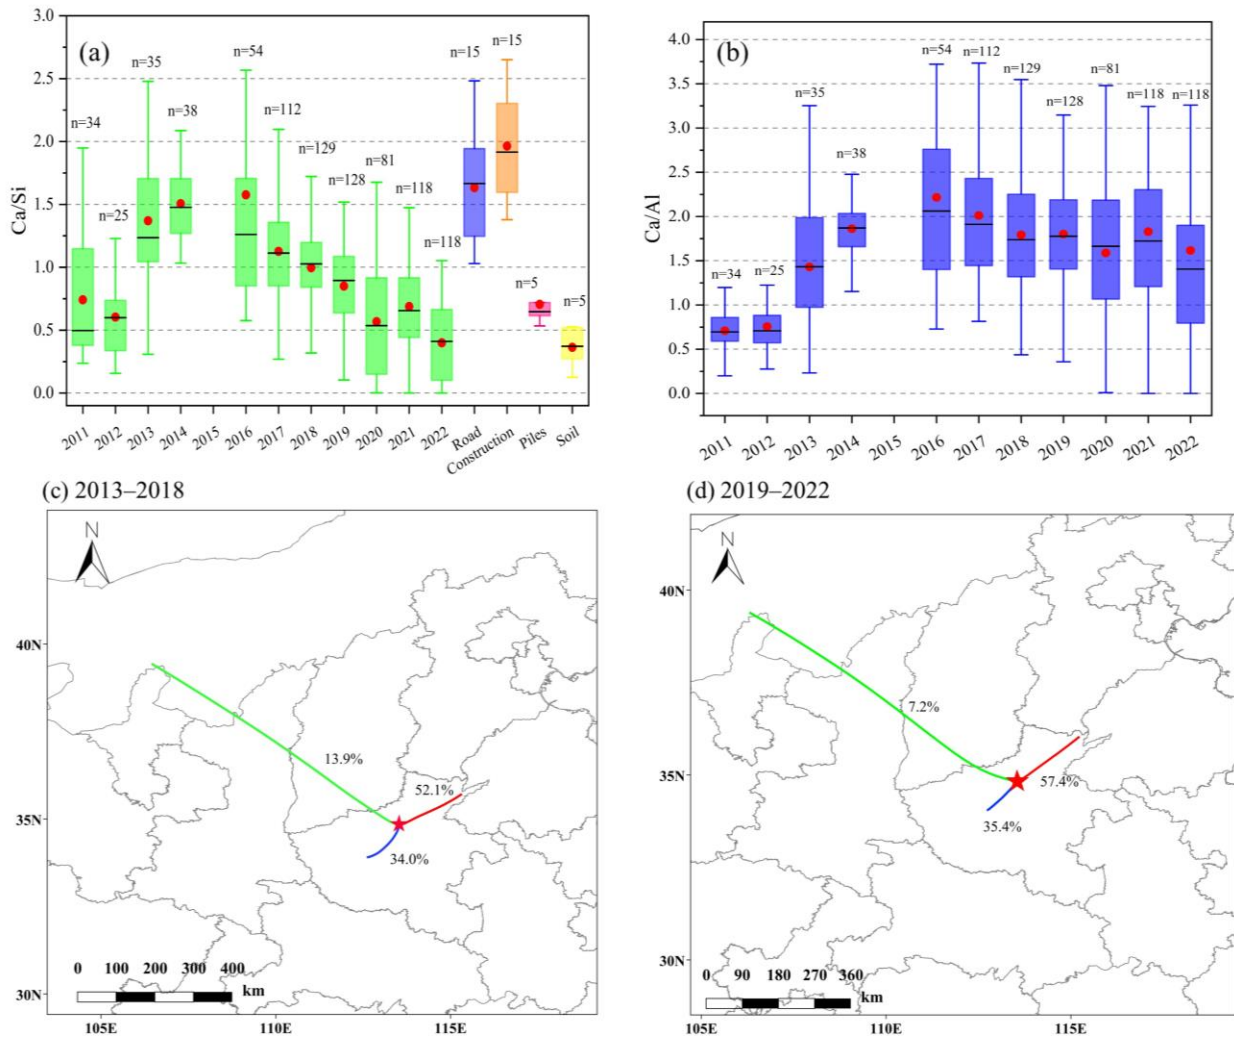 (a)
Ca/Si
3.0
2.5
2.0
1.5
1.0
0.5
0.0
n=34
n=25
n=35
n=38
n=54
n=112
n=129
n=128
n=81
n=118
n=118
n=15
n=15
n=5
n=5
2011
2012
2013
2014
2015
2016
2017
2018
2019
2020
2021
2022
Road
Construction
Piles
Soil
(b)
Ca/Al
4.0
3.5
3.0
2.5
2.0
1.5
1.0
0.5
0.0
n=34
n=25
n=35
n=38
n=54
n=112
n=129
n=128
n=81
n=118
n=118
2011
2012
2013
2014
2015
2016
2017
2018
2019
2020
2021
2022
(c) 2013–2018
N
40N
35N
30N
13.9%
52.1%
34.0%
0 100 200 300 400
km
105E 110E 115E
(d) 2019–2022
N
40N
35N
30N
7.2%
57.4%
35.4%
0 90 180 270 360
km
105E 110E 115E